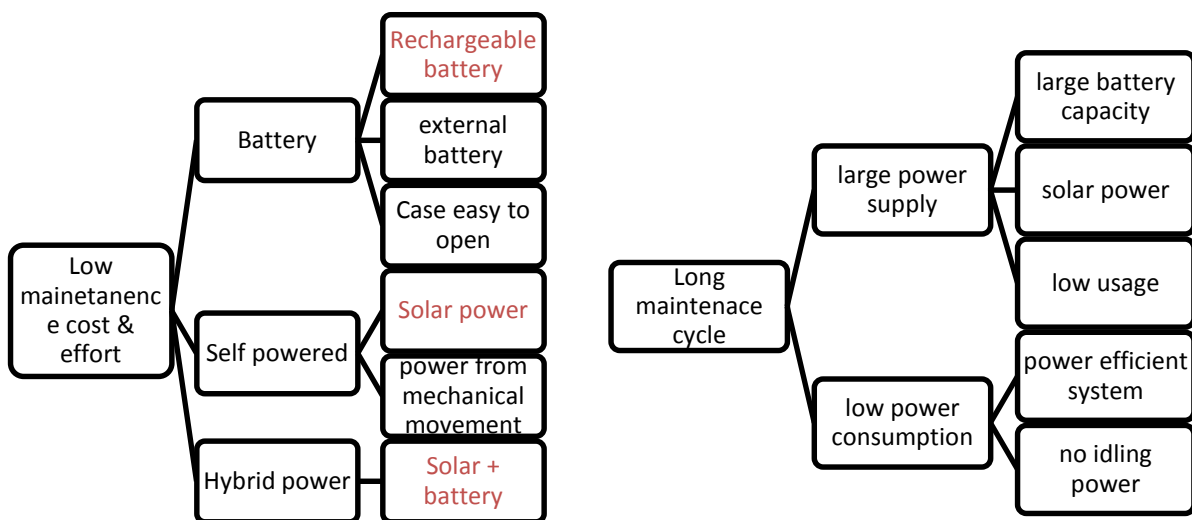 Low
mainetanenc
e cost &
effort
Battery
Rechargeable
battery
external
battery
Case easy to
open
Self powered
Solar power
power from
mechanical
movement
Hybrid power
Solar +
battery
Long
maintenace
cycle
large power
supply
large battery
capacity
solar power
low usage
low power
consumption
power efficient
system
no idling
power